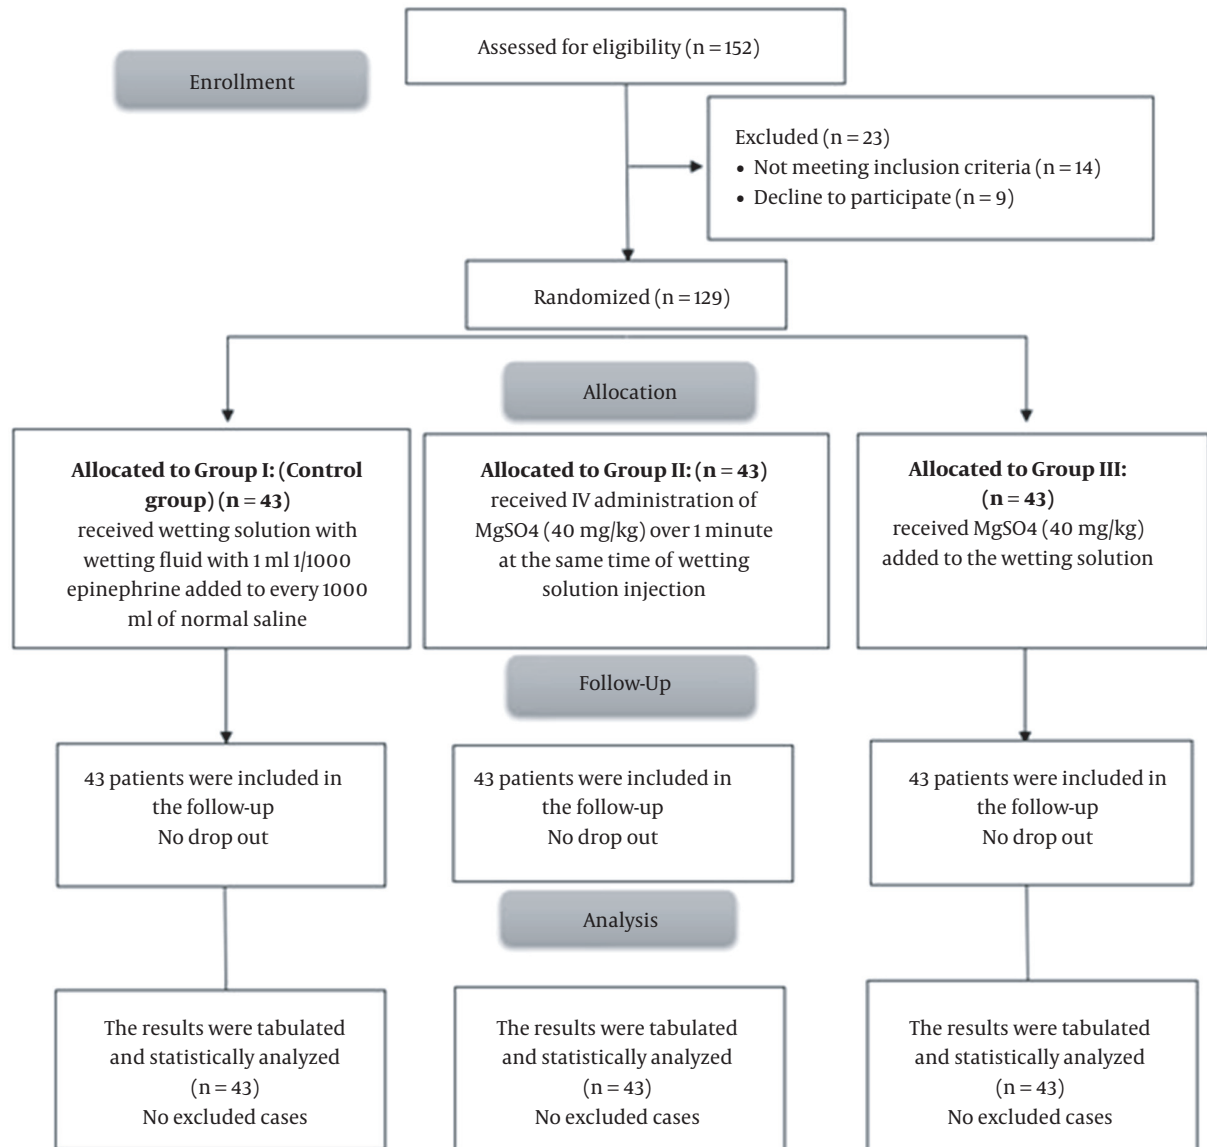 Assessed for eligibility (n = 152)
Enrollment
Excluded (n = 23)
• Not meeting inclusion criteria (n = 14)
• Decline to participate (n = 9)
Randomized (n = 129)
Allocation
Allocated to Group I: (Control
group) (n = 43)
received wetting solution with
wetting fluid with 1 ml 1/1000
epinephrine added to every 1000
ml of normal saline
Allocated to Group II: (n = 43)
received IV administration of
MgSO4 (40 mg/kg) over 1 minute
at the same time of wetting
solution injection
Allocated to Group III:
(n = 43)
received MgSO4 (40 mg/kg)
added to the wetting solution
Follow-Up
43 patients were included in
the follow-up
No drop out
43 patients were included in
the follow-up
No drop out
43 patients were included in
the follow-up
No drop out
Analysis
The results were tabulated
and statistically analyzed
(n = 43)
No excluded cases
The results were tabulated
and statistically analyzed
(n = 43)
No excluded cases
The results were tabulated
and statistically analyzed
(n = 43)
No excluded cases